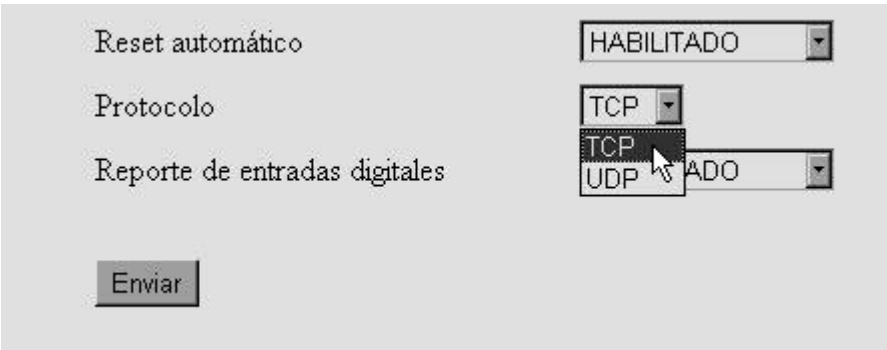 Reset automático HABILITADO
Protocolo TCP
TCP
Reporte de entradas digitales ADO
UDP
Enviar